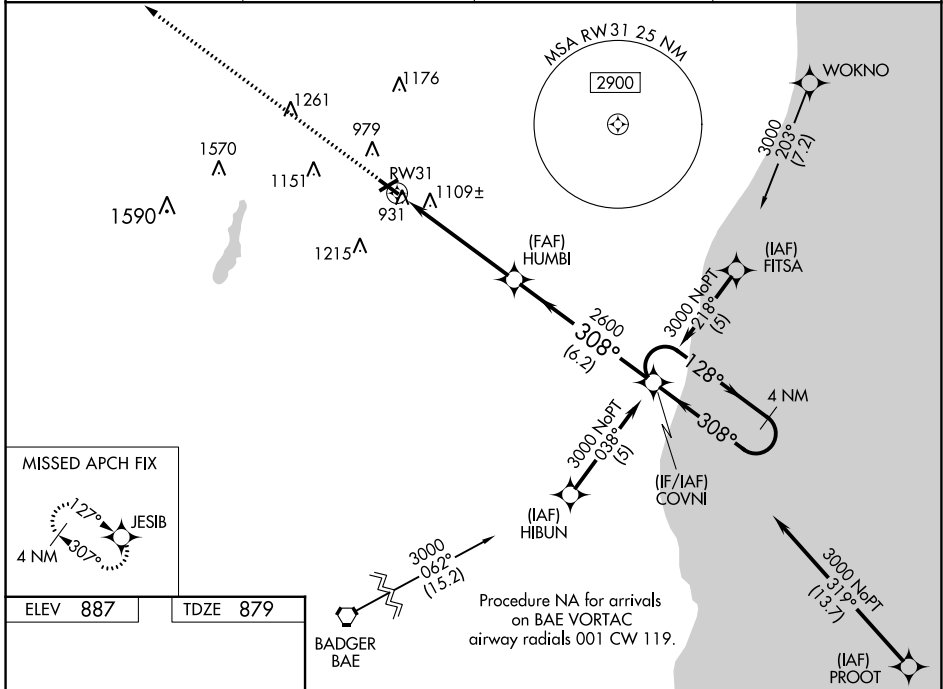 MSA RW31 25 NM
2900
WOKNO
3000
203°
(7.2)
1176
1261
979
1570
1151
RW31
1109±
931
1590
1215
(FAF)
HUMBI
(IAF)
FITSA
3000 NoPT
218°
(5)
2600
308°
(6.2)
128°
4 NM
308°
3000 NoPT
038°
(5)
(IF/IAF)
COVNI
(IAF)
HIBUN
MISSED APCH FIX
127°
JESIB
4 NM
307°
3000
062°
(15.2)
3000 NoPT
319°
(13.7)
ELEV 887
TDZE 879
BADGER
BAE
Procedure NA for arrivals
on BAE VORTAC
airway radials 001 CW 119.
(IAF)
PROOT